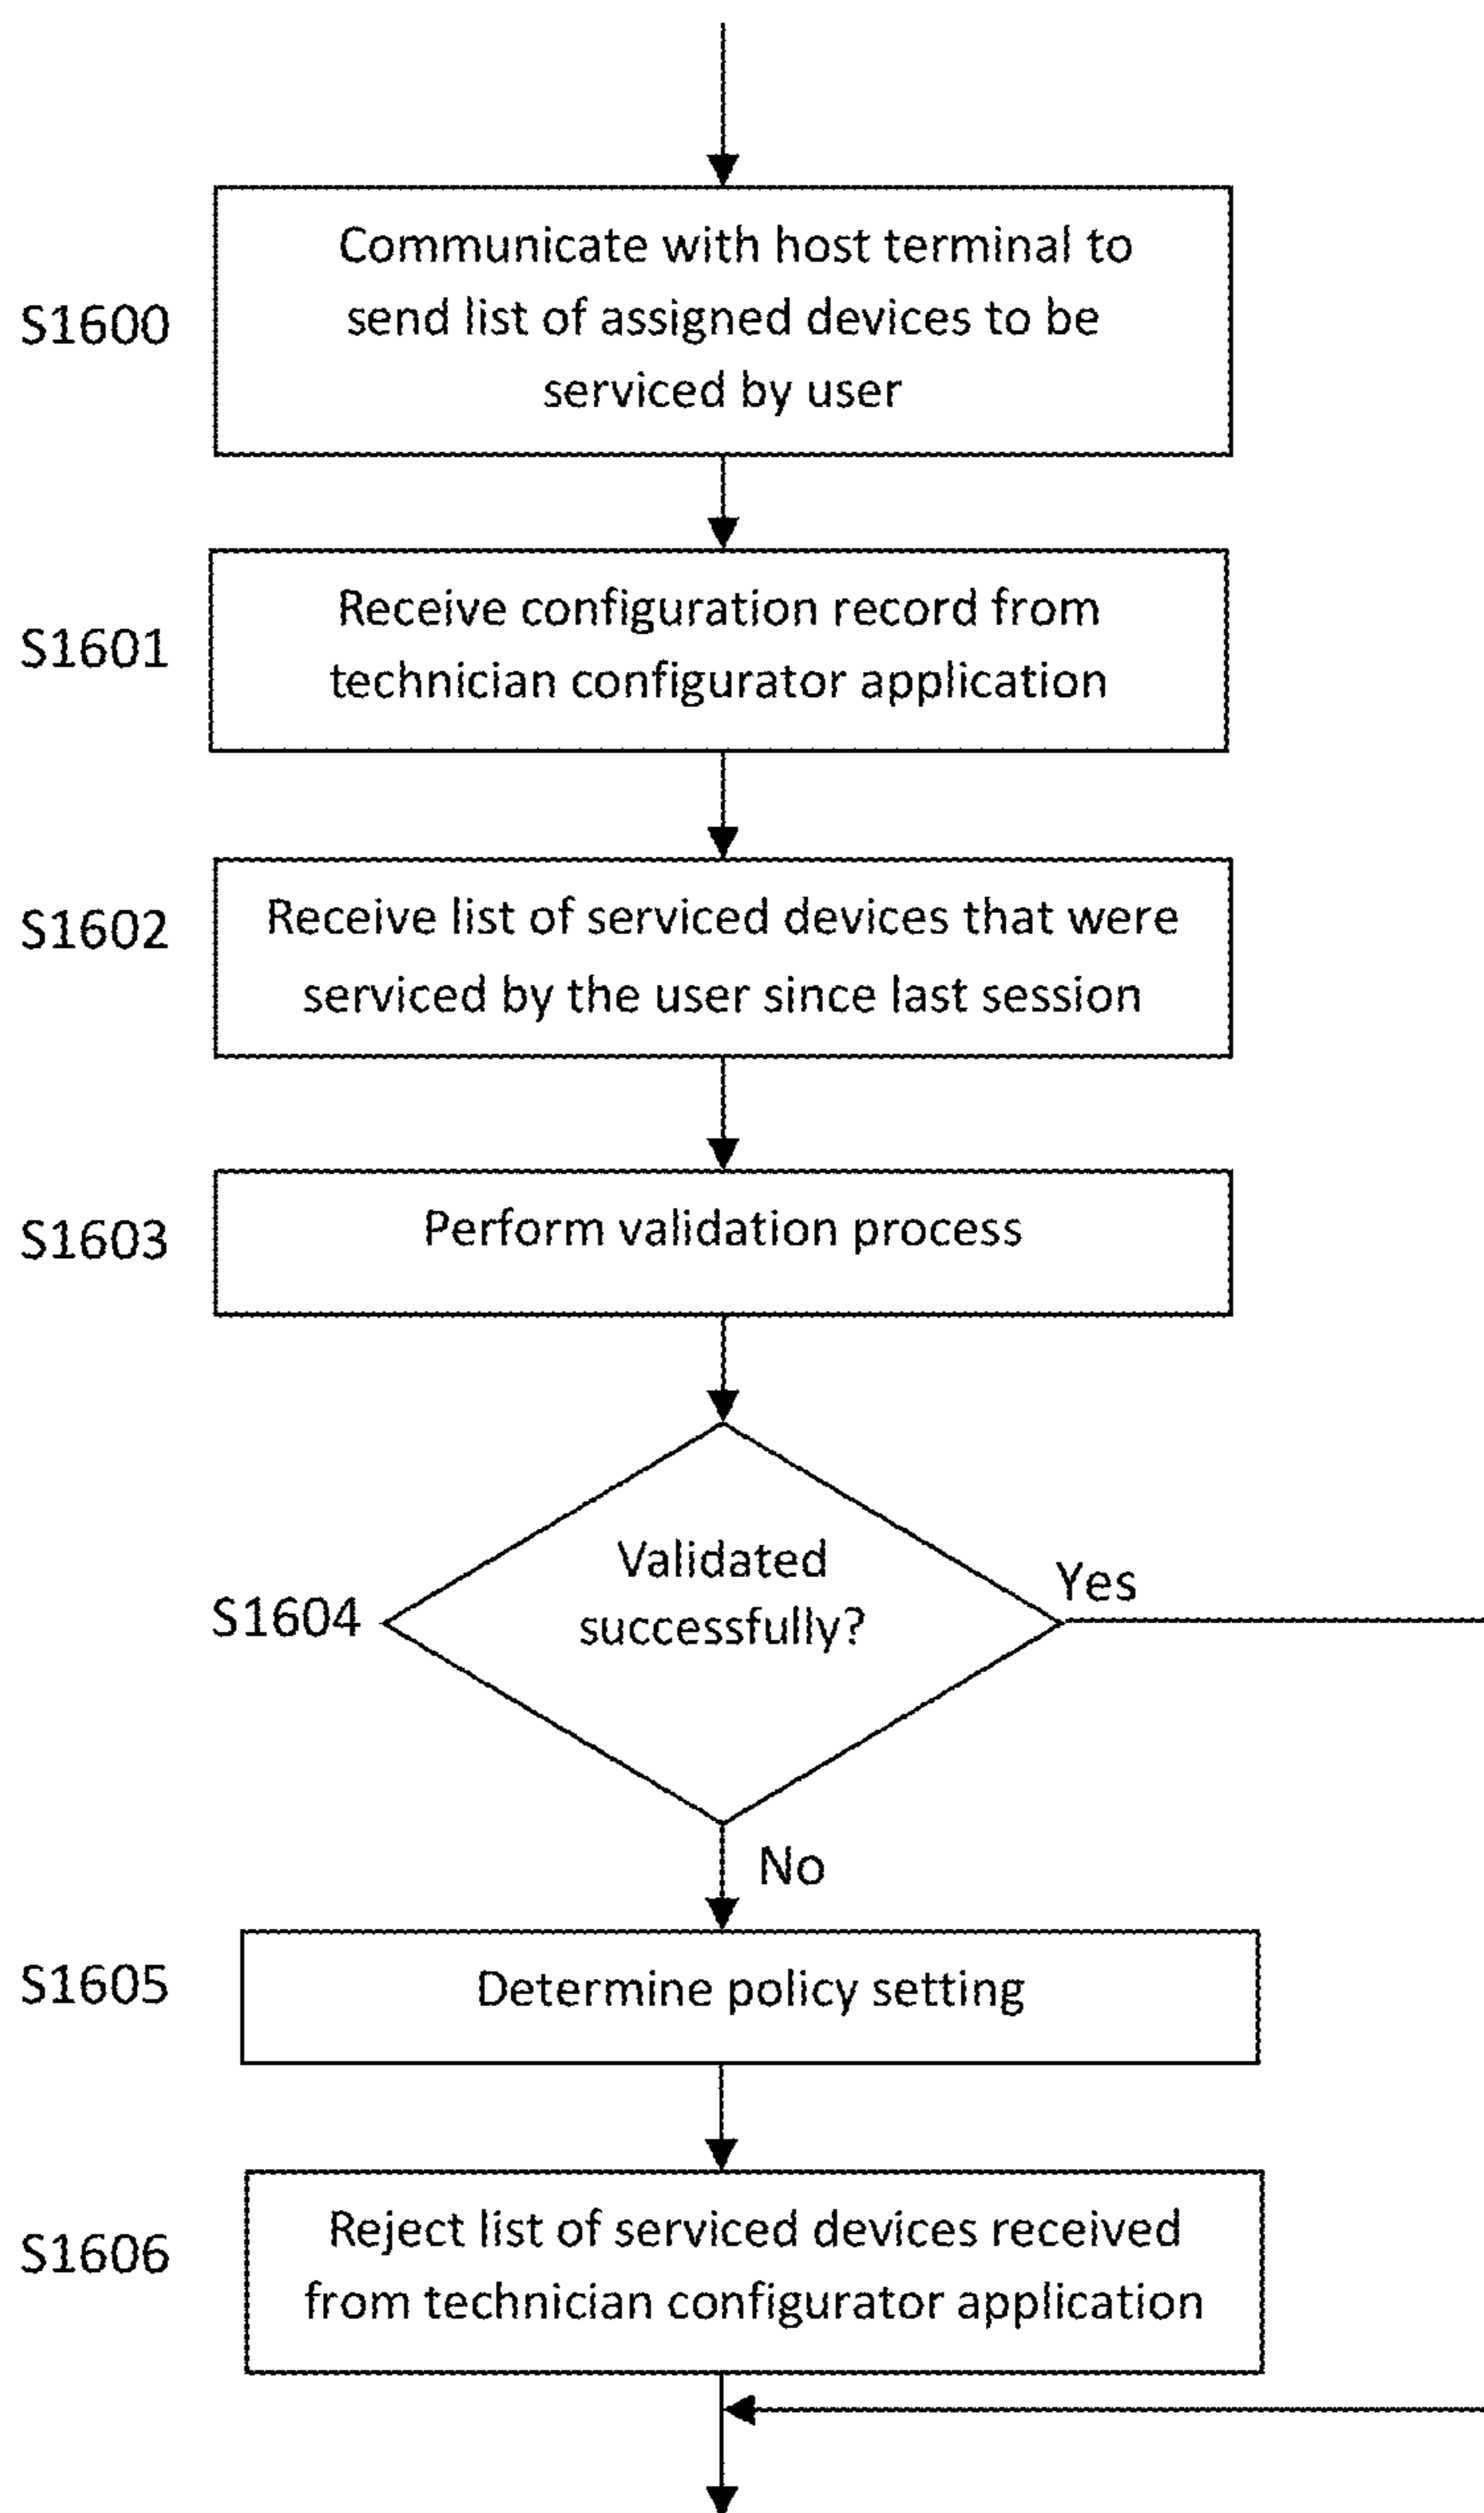 Communicate with host terminal to
S1600
send list of assigned devices to be
serviced by user
Receive configuration record from
S1601
technician configurator application
S1602
Receive list of serviced devices that were
serviced by the user since last session
S1603
Perform validation process
Validated
Yes
S1604
successfully?
No
S1605
Determine policy setting
Reject list of serviced devices received
S1606
from technician configurator application